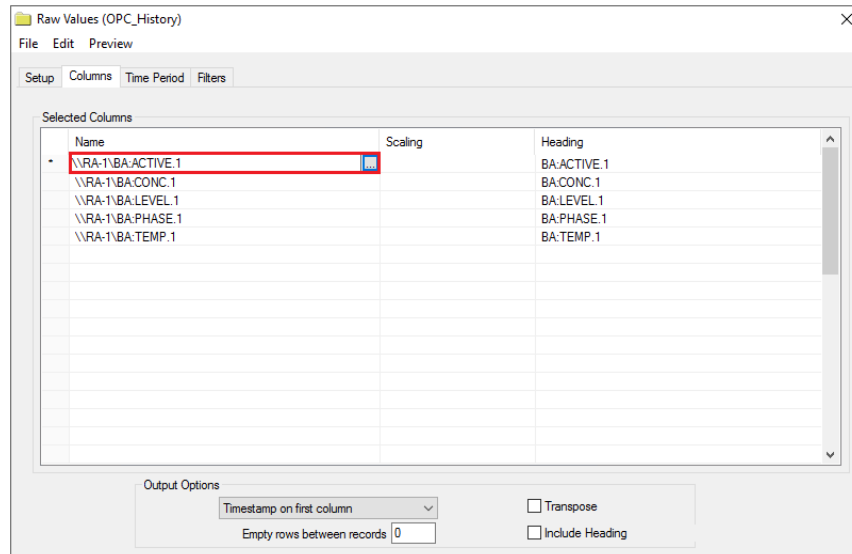 Raw Values (OPC_History)
File Edit Preview
Setup Columns Time Period Filters
Selected Columns
Name Scaling Heading
* \\RA-1\BA:ACTIVE.1 ... BA:ACTIVE.1
\\RA-1\BA:CONC.1 BA:CONC.1
\\RA-1\BA:LEVEL.1 BA:LEVEL.1
\\RA-1\BA:PHASE.1 BA:PHASE.1
\\RA-1\BA:TEMP.1 BA:TEMP.1
Output Options
Timestamp on first column Transpose
Empty rows between records 0 Include Heading